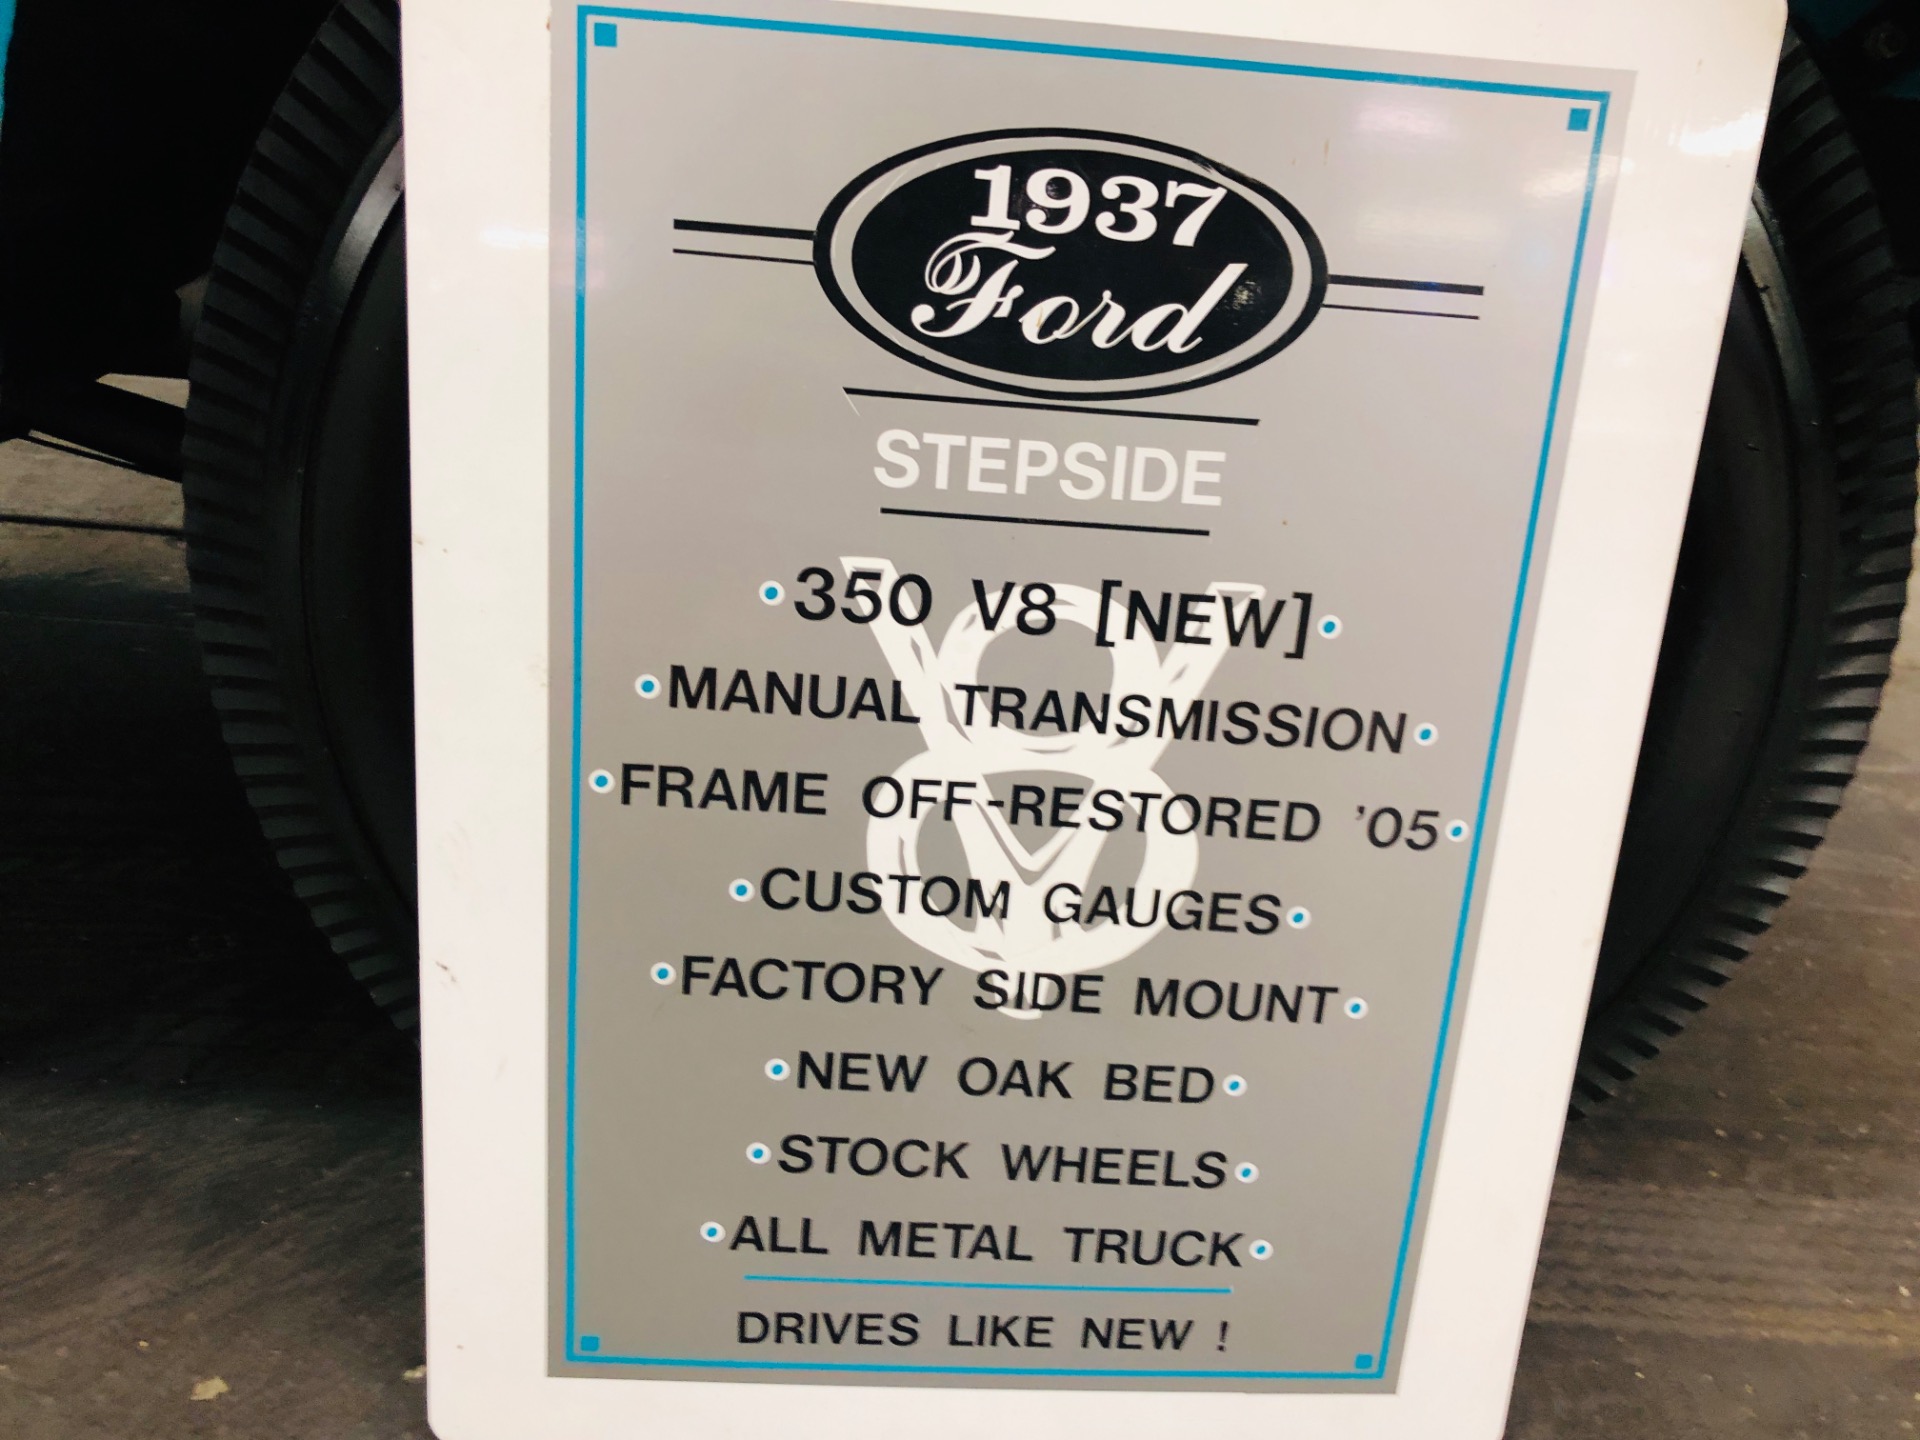 1937
Ford
STEPSIDE
V8
•350 V8 [NEW]•
•MANUAL TRANSMISSION•
•FRAME OFF-RESTORED '05•
•CUSTOM GAUGES•
•FACTORY SIDE MOUNT•
•NEW OAK BED•
•STOCK WHEELS•
•ALL METAL TRUCK•
DRIVES LIKE NEW !